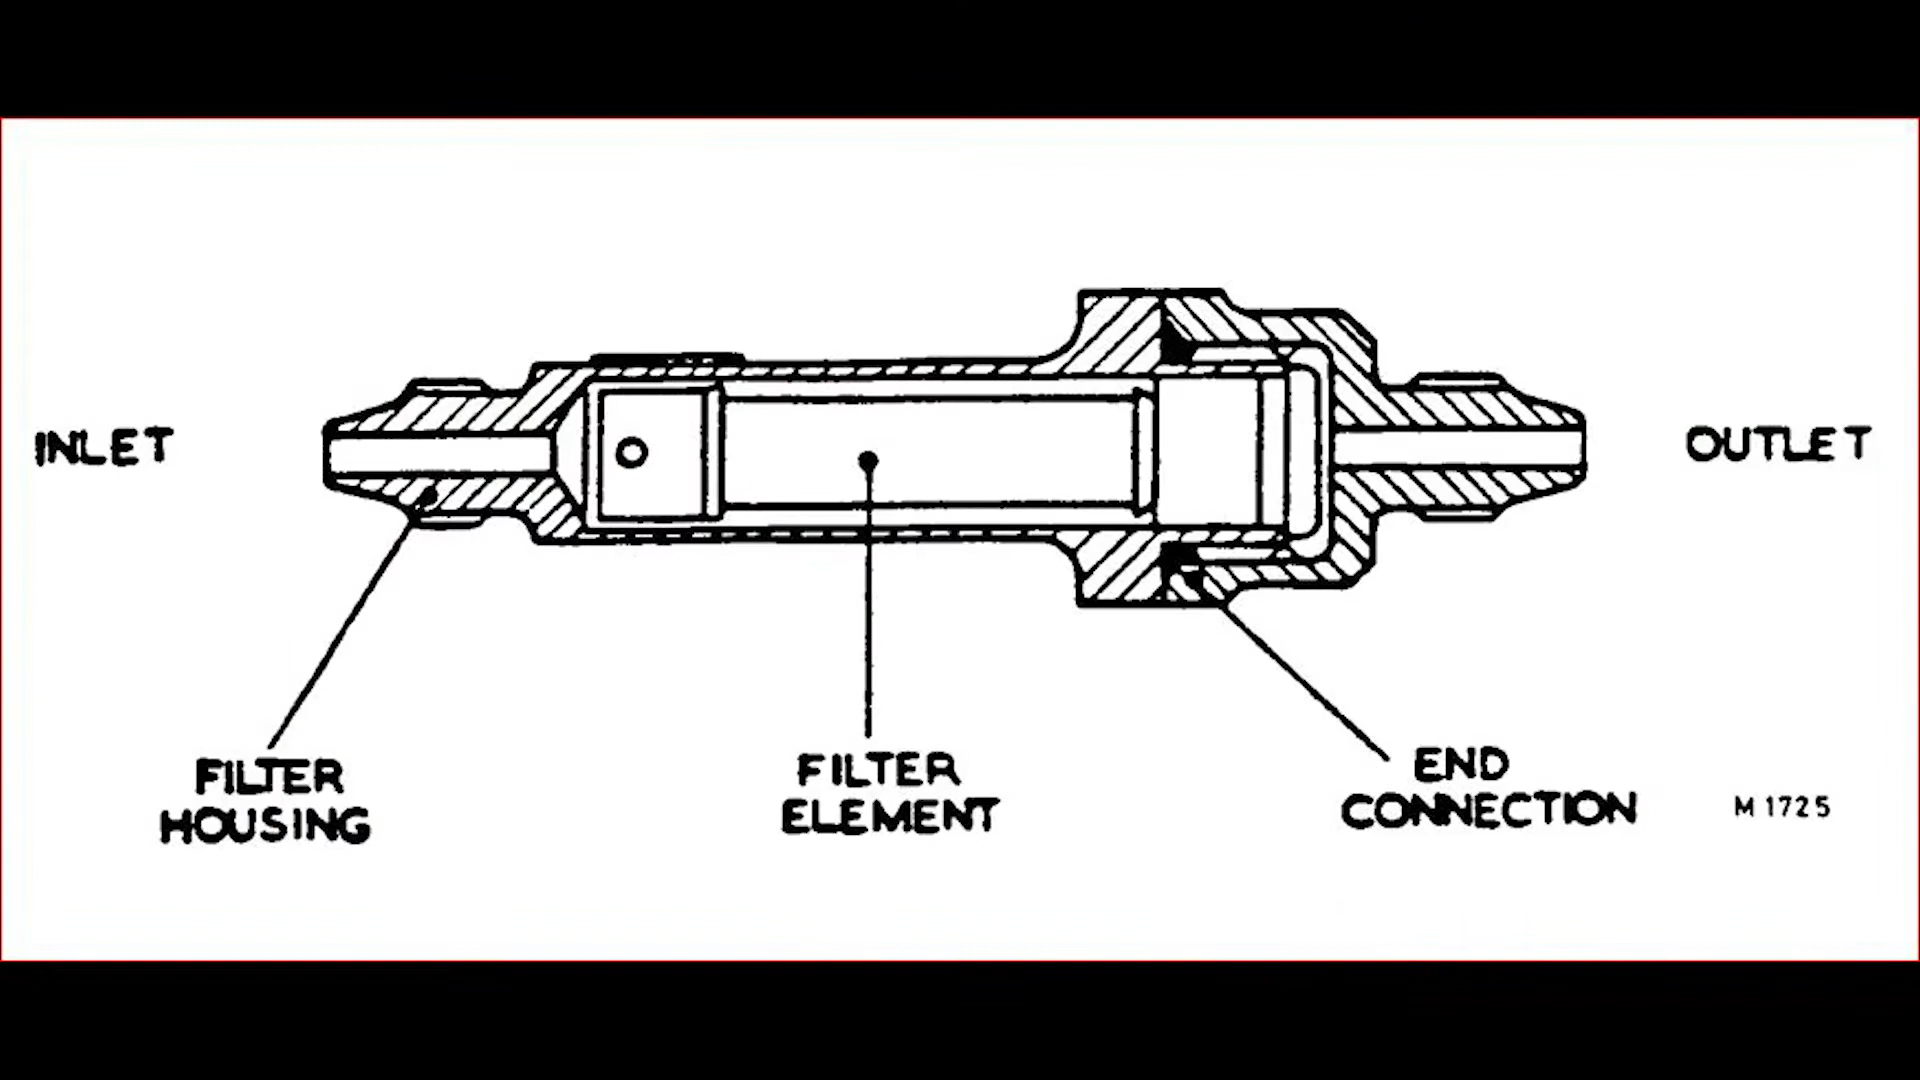 INLET
OUTLET
FILTER
HOUSING
FILTER
ELEMENT
END
CONNECTION
M 1725